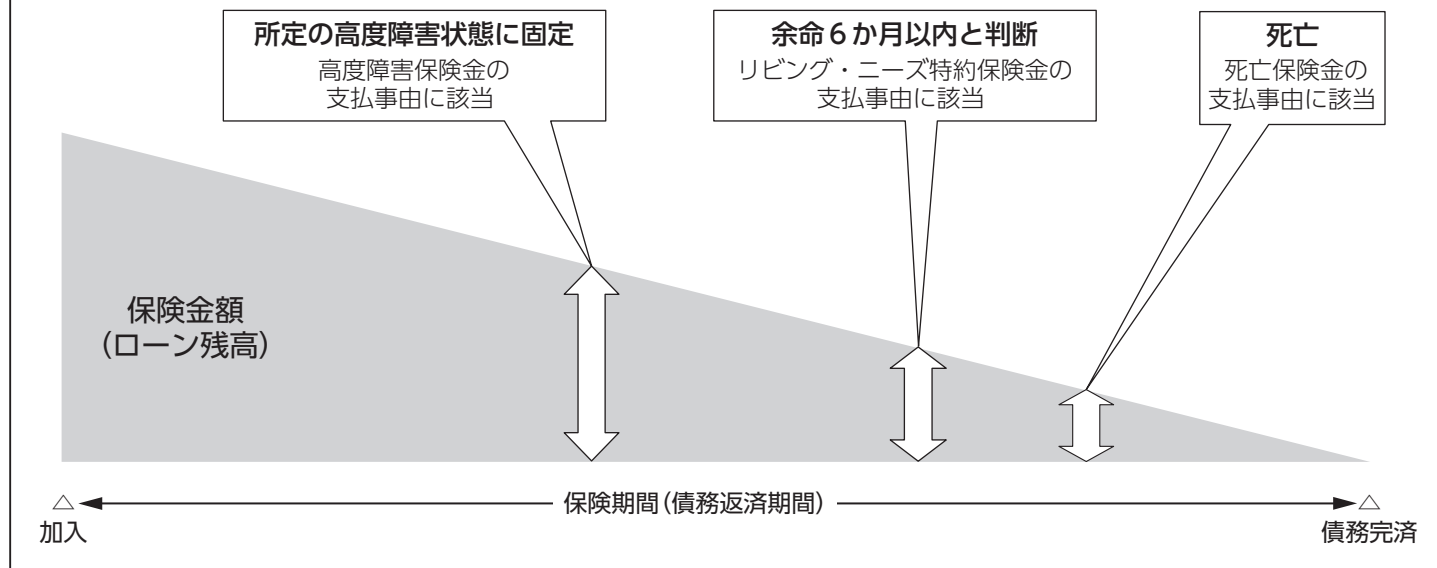 所定の高度障害状態に固定
高度障害保険金の
支払事由に該当
余命6か月以内と判断
リビング・ニーズ特約保険金の
支払事由に該当
死亡
死亡保険金の
支払事由に該当
保険金額
(ローン残高)
保険期間(債務返済期間)
加入
債務完済